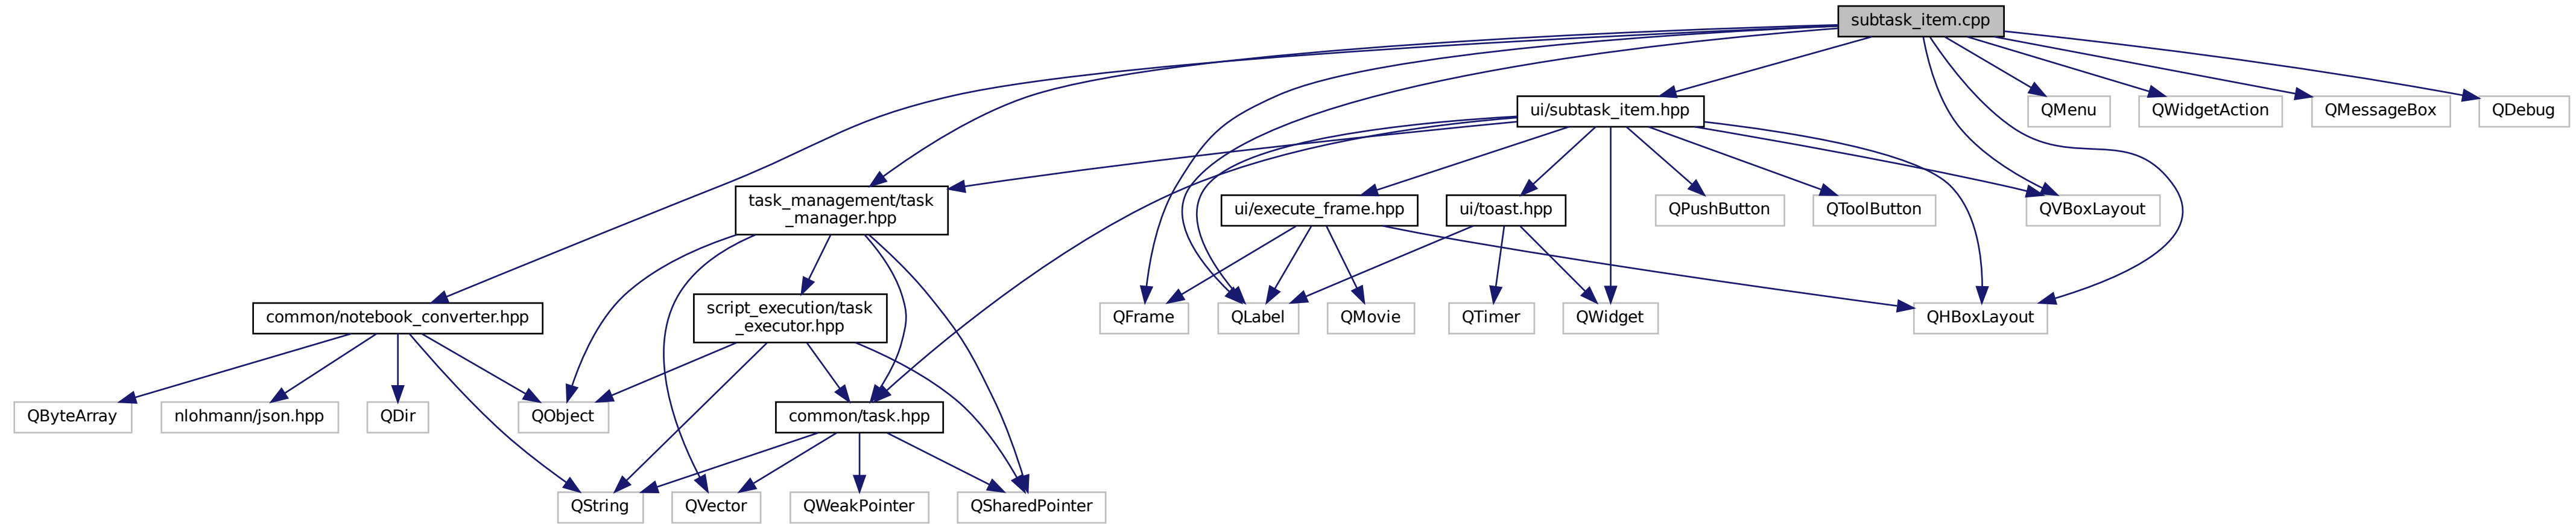 subtask_item.cpp
ui/subtask_item.hpp
QMenu
QWidgetAction
QMessageBox
QDebug
task_management/task
_manager.hpp
ui/execute_frame.hpp
ui/toast.hpp
QPushButton
QToolButton
QVBoxLayout
common/notebook_converter.hpp
script_execution/task
_executor.hpp
QFrame
QLabel
QMovie
QTimer
QWidget
QHBoxLayout
QByteArray
nlohmann/json.hpp
QDir
QObject
common/task.hpp
QString
QVector
QWeakPointer
QSharedPointer